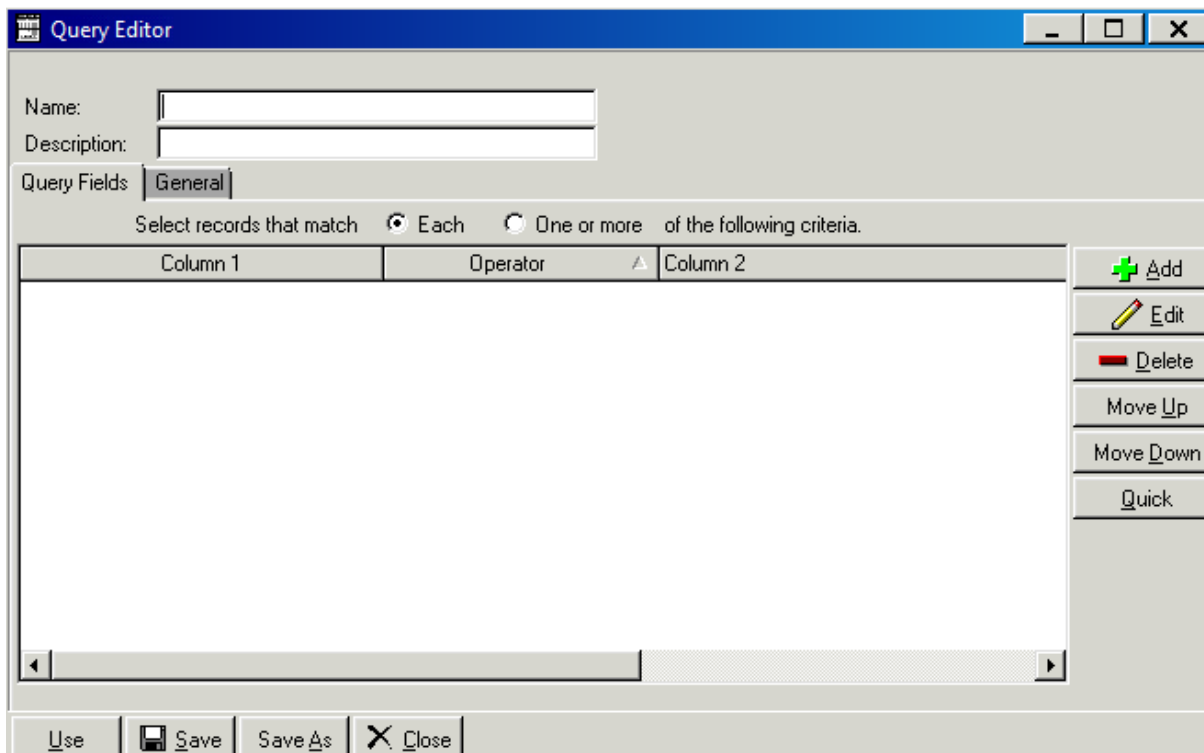 Query Editor
Name:
Description:
Query Fields General
Select records that match Each One or more of the following criteria.
Column 1 Operator Column 2
Add
Edit
Delete
Move Up
Move Down
Quick
Use Save Save As Close